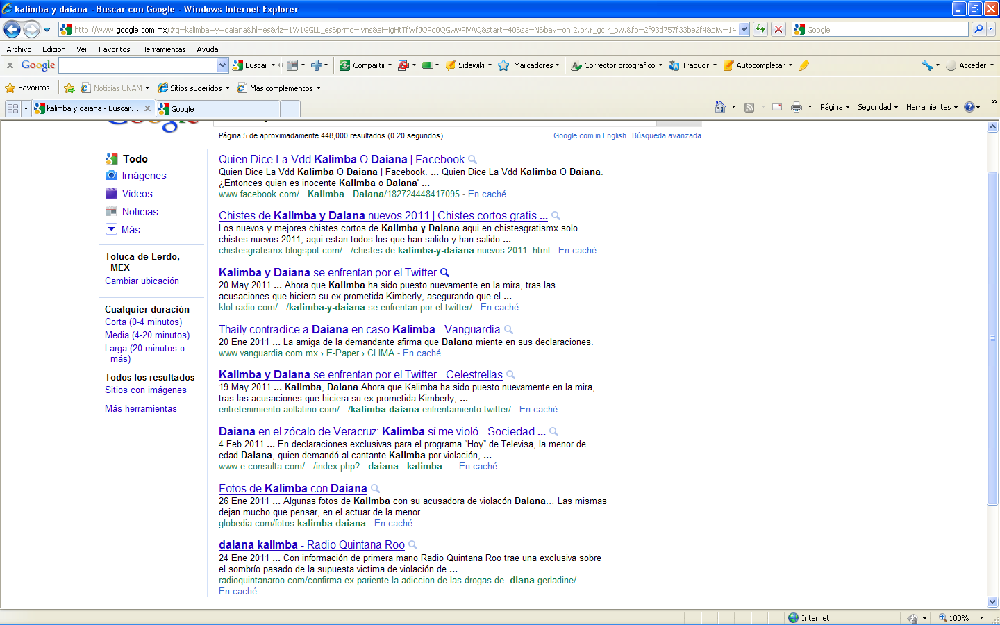 kalimba y daiana - Buscar con Google - Windows Internet Explorer
http://www.google.com.mx/#q=kalimba+y+daiana&hl=es&rlz=1W1GGLL_es&prmd=ivns&ei=igHtTfWfJOPd0QGwwPiVAQ&start=40&sa=N&bav=on.2,or.r_gc.r_pw.&fp=2f93d757f33be2f4&biw=14
Google
Archivo Edición Ver Favoritos Herramientas Ayuda
x Google Buscar Compartir Sidewiki Marcadores Corrector ortográfico Traducir Autocompletar Acceder
Favoritos Noticias UNAM Sitios sugeridos Más complementos
kalimba y daiana - Buscar... Google Página Seguridad Herramientas
Google
Página 5 de aproximadamente 448,000 resultados (0.20 segundos) Google.com in English Búsqueda avanzada
Todo
Imágenes
Vídeos
Noticias
Más
Toluca de Lerdo,
MEX
Cambiar ubicación
Cualquier duración
Corta (0-4 minutos)
Media (4-20 minutos)
Larga (20 minutos o
más)
Todos los resultados
Sitios con imágenes
Más herramientas
Quien Dice La Vdd Kalimba O Daiana | Facebook
Quien Dice La Vdd Kalimba O Daiana | Facebook. ... Quien Dice La Vdd Kalimba O Daiana.
¿Entonces quien es inocente Kalimba o Daiana' ...
www.facebook.com/...Kalimba...Daiana/182724448417095 - En caché
Chistes de Kalimba y Daiana nuevos 2011 | Chistes cortos gratis ...
Los nuevos y mejores chistes cortos de Kalimba y Daiana aqui en chistesgratismx solo
chistes nuevos 2011, aqui estan todos los que han salido y han salido ...
chistesgratismx.blogspot.com/.../chistes-de-kalimba-y-daiana-nuevos-2011. html - En caché
Kalimba y Daiana se enfrentan por el Twitter
20 May 2011 ... Ahora que Kalimba ha sido puesto nuevamente en la mira, tras las
acusaciones que hiciera su ex prometida Kimberly, asegurando que el ...
klol.radio.com/.../kalimba-y-daiana-se-enfrentan-por-el-twitter/ - En caché
Thaily contradice a Daiana en caso Kalimba - Vanguardia
20 Ene 2011 ... La amiga de la demandante afirma que Daiana miente en sus declaraciones.
www.vanguardia.com.mx › E-Paper › CLIMA - En caché
Kalimba y Daiana se enfrentan por el Twitter - Celestrellas
19 May 2011 ... Kalimba, Daiana Ahora que Kalimba ha sido puesto nuevamente en la mira,
tras las acusaciones que hiciera su ex prometida Kimberly, ...
entretenimiento.aollatino.com/.../kalimba-daiana-enfrentamiento-twitter/ - En caché
Daiana en el zócalo de Veracruz: Kalimba sí me violó - Sociedad ...
4 Feb 2011 ... En declaraciones exclusivas para el programa “Hoy” de Televisa, la menor de
edad Daiana, quien demandó al cantante Kalimba por violación, ...
www.e-consulta.com/.../index.php?...daiana...kalimba... - En caché
Fotos de Kalimba con Daiana
26 Ene 2011 ... Algunas fotos de Kalimba con su acusadora de violacón Daiana… Las mismas
dejan mucho que pensar, en el actuar de la menor.
globedia.com/fotos-kalimba-daiana - En caché
daiana kalimba - Radio Quintana Roo
24 Ene 2011 ... Con información de primera mano Radio Quintana Roo trae una exclusiva sobre
el sombrío pasado de la supuesta victima de violación de ...
radioquintanaroo.com/confirma-ex-pariente-la-adiccion-de-las-drogas-de- diana-gerladine/ -
En caché
Internet 100%